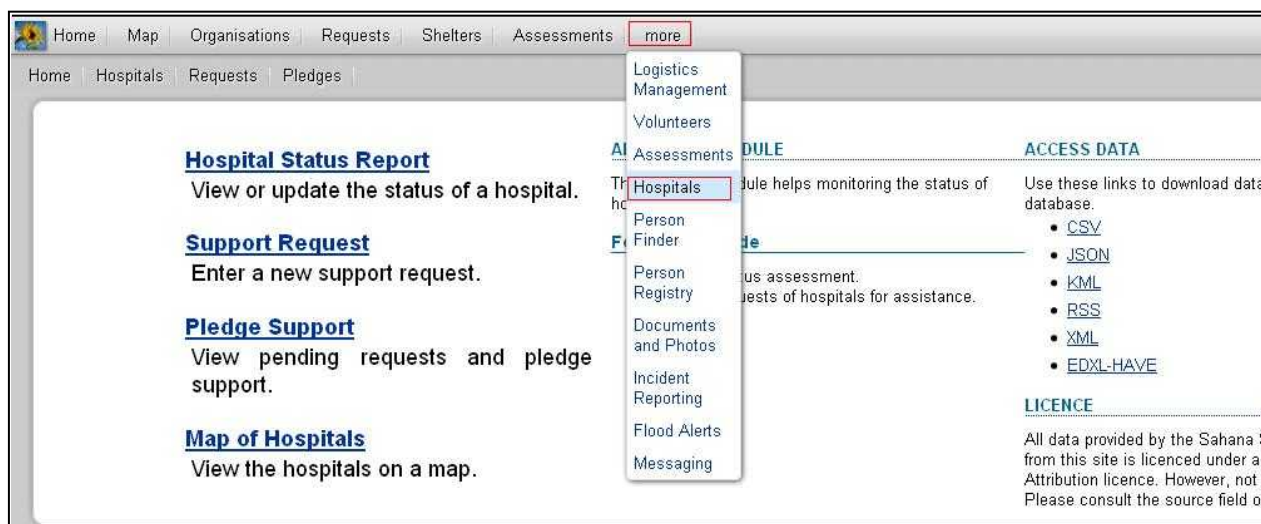 Home Map Organisations Requests Shelters Assessments more
Home Hospitals Requests Pledges
Logistics
Management
Volunteers
Assessments
Hospitals
Person
Finder
Person
Registry
Documents
and Photos
Incident
Reporting
Flood Alerts
Messaging
Hospital Status Report
View or update the status of a hospital.
Support Request
Enter a new support request.
Pledge Support
View pending requests and pledge
support.
Map of Hospitals
View the hospitals on a map.
helps monitoring the status of
assessment.
of hospitals for assistance.
ACCESS DATA
Use these links to download data
database.
• CSV
• JSON
• KML
• RSS
• XML
• EDXL-HAVE
LICENCE
All data provided by the Sahana
from this site is licenced under a
Attribution licence. However, not
Please consult the source field